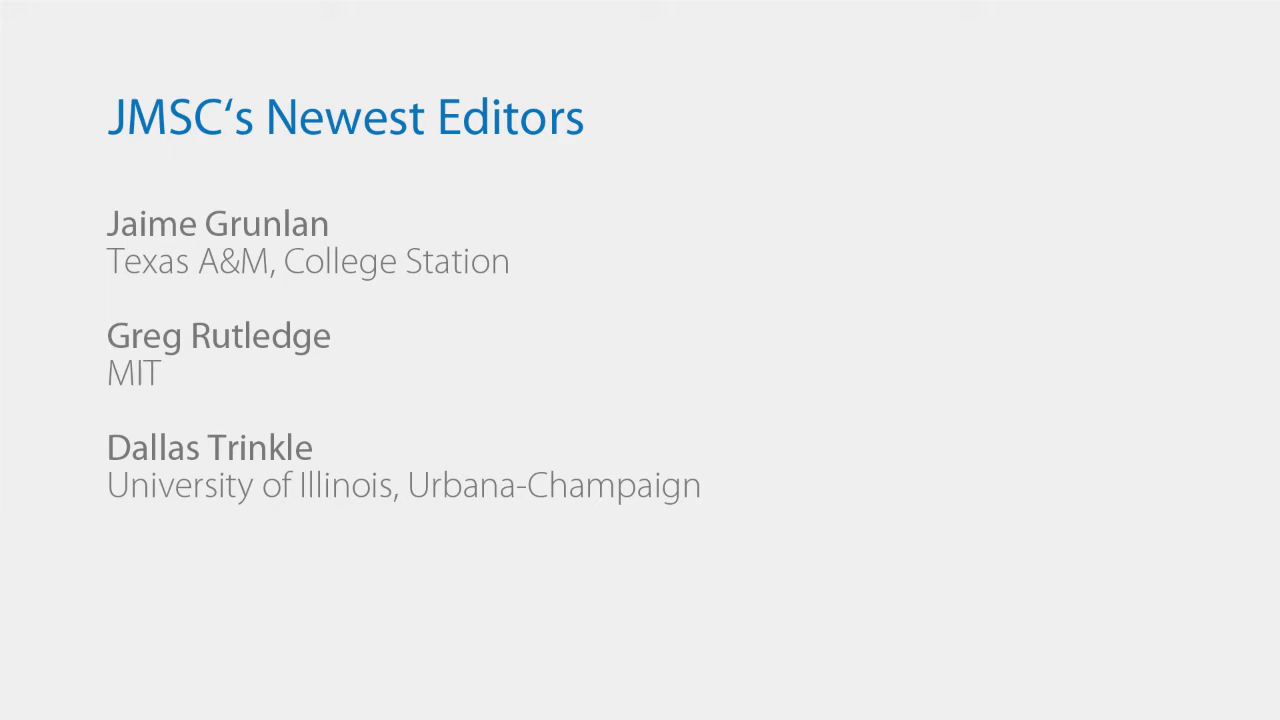 JMSC‘s Newest Editors
Jaime Grunlan
Texas A&M, College Station
Greg Rutledge
MIT
Dallas Trinkle
University of Illinois, Urbana-Champaign